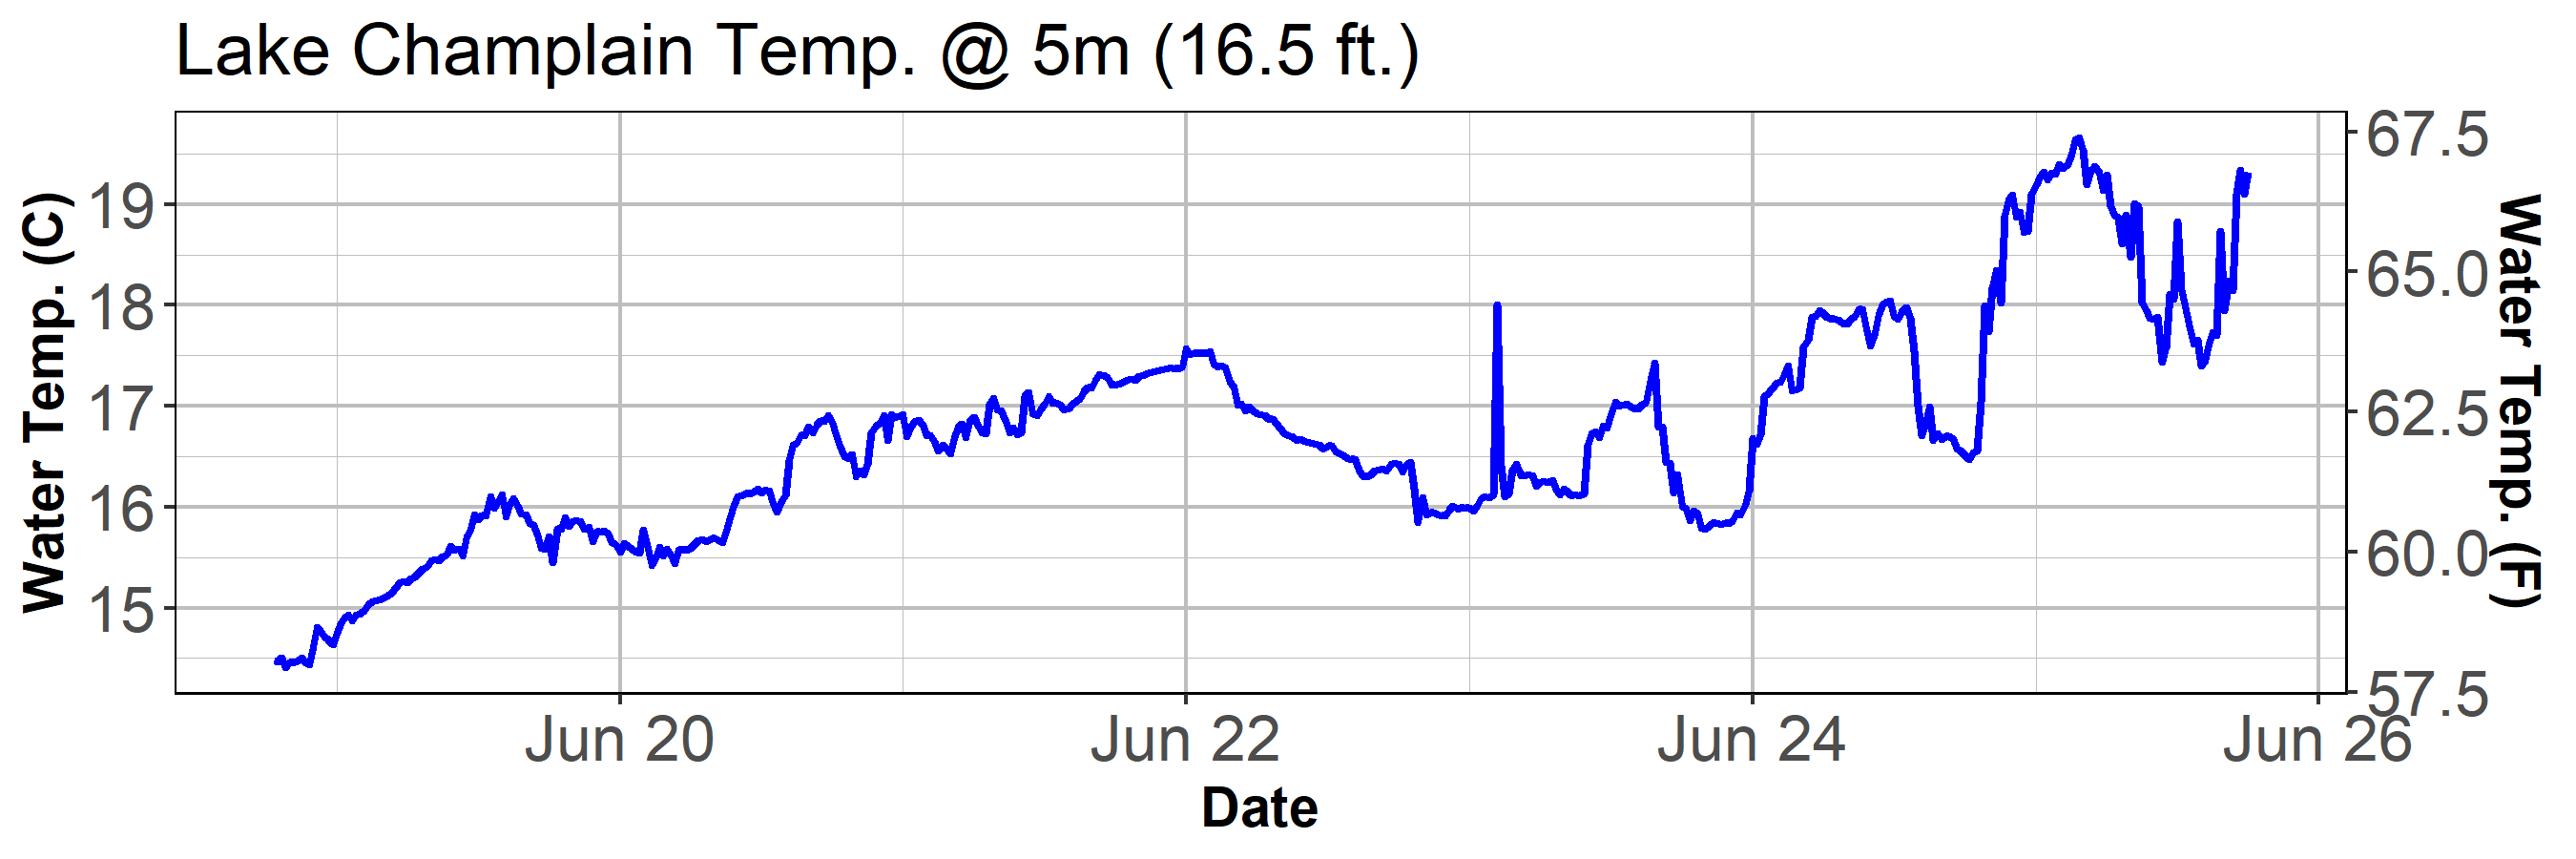 Lake Champlain Temp. @ 5m (16.5 ft.)
Water Temp. (C)
19
18
17
16
15
67.5
65.0
62.5
60.0
57.5
Water Temp. (F)
Jun 20
Jun 22
Jun 24
Jun 26
Date